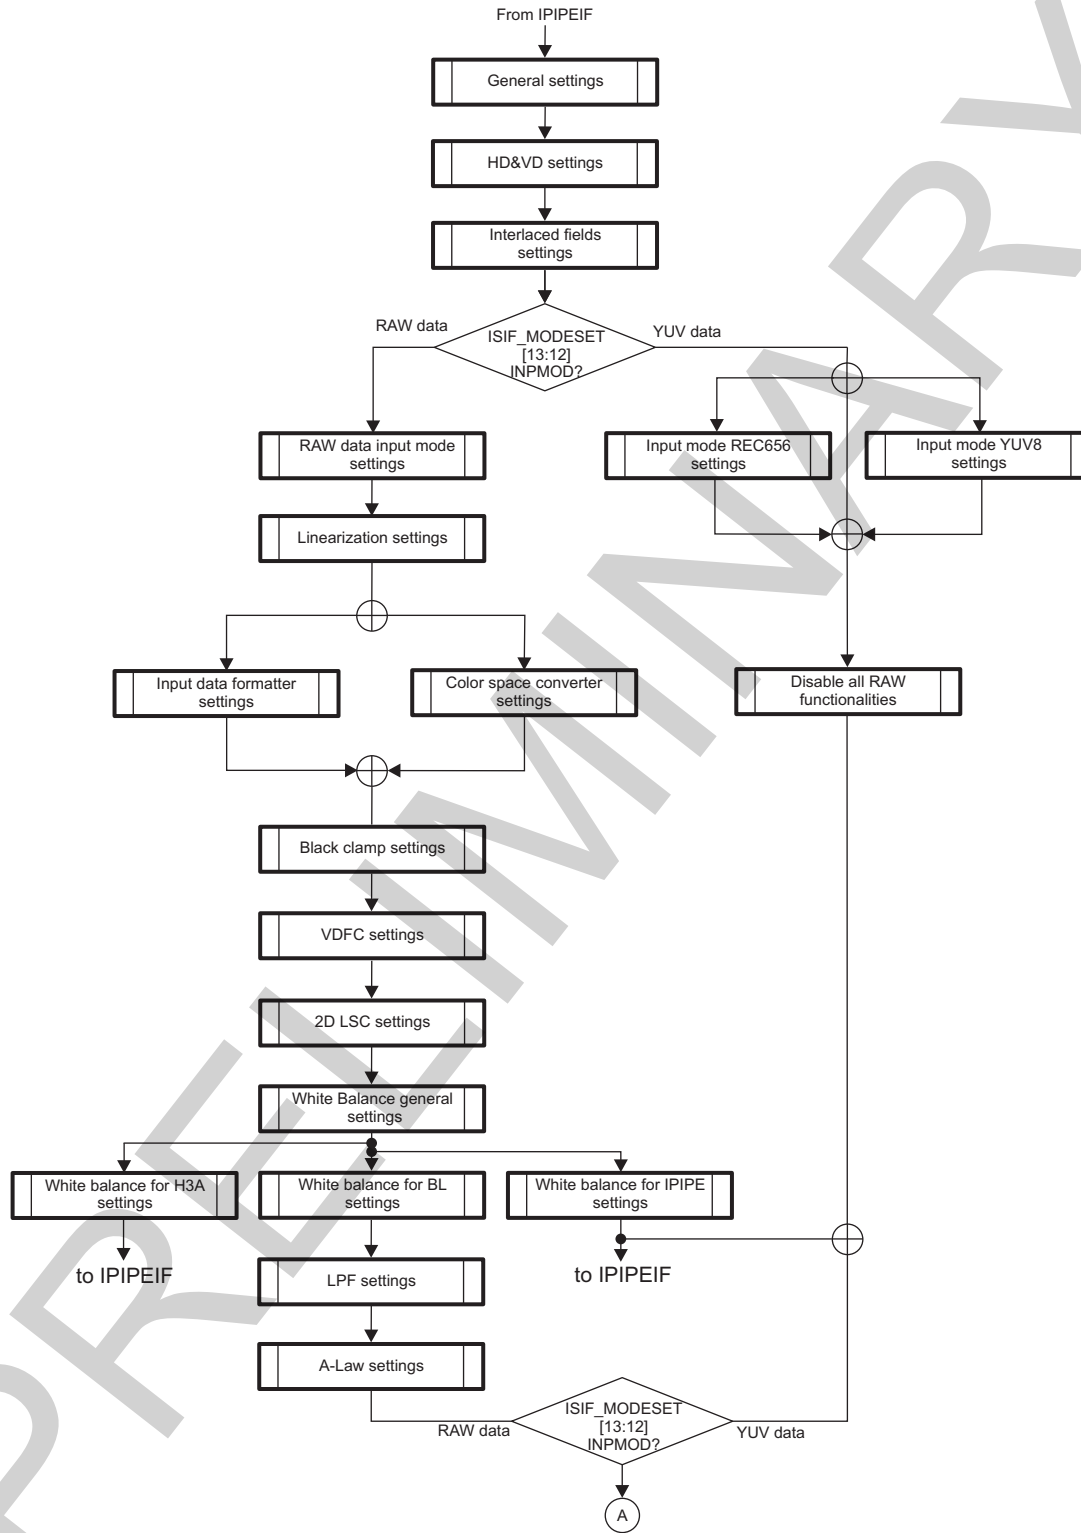 From IPIPEIF
General settings
HD&VD settings
Interlaced fields
settings
RAW data
ISIF_MODESET
[13:12]
INPMOD?
YUV data
RAW data input mode
settings
Input mode REC656
settings
Input mode YUV8
settings
Linearization settings
Input data formatter
settings
Color space converter
settings
Disable all RAW
functionalities
Black clamp settings
VDFC settings
2D LSC settings
White Balance general
settings
White balance for H3A
settings
White balance for BL
settings
White balance for IPIPE
settings
to IPIPEIF
to IPIPEIF
LPF settings
A-Law settings
RAW data
ISIF_MODESET
[13:12]
INPMOD?
YUV data
A
PRELIMINARY